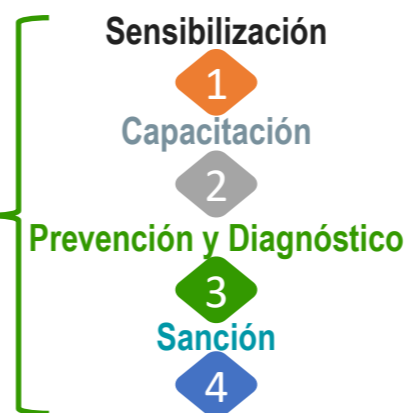 Sensibilización
1
Capacitación
2
Prevención y Diagnóstico
3
Sanción
4